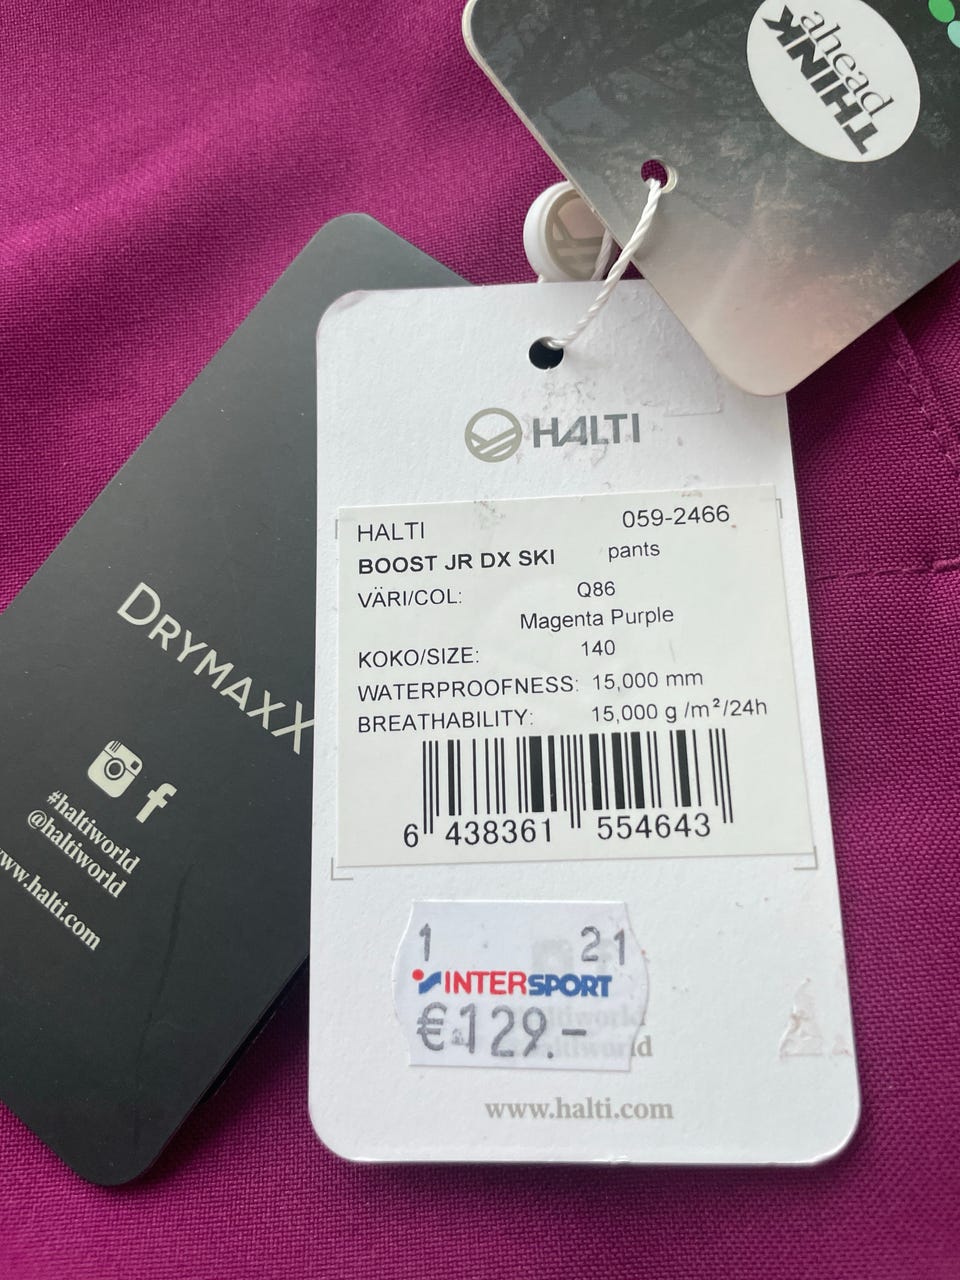 THINK
ahead
HALTI
HALTI 059-2466
BOOST JR DX SKI pants
VÄRI/COL: Q86
Magenta Purple
KOKO/SIZE: 140
WATERPROOFNESS: 15,000 mm
BREATHABILITY: 15,000 g /m²/24h
6 438361 554643
1 21
INTERSPORT
€129.-
www.halti.com
DRYMAXX
#haltiworld
@haltiworld
www.halti.com